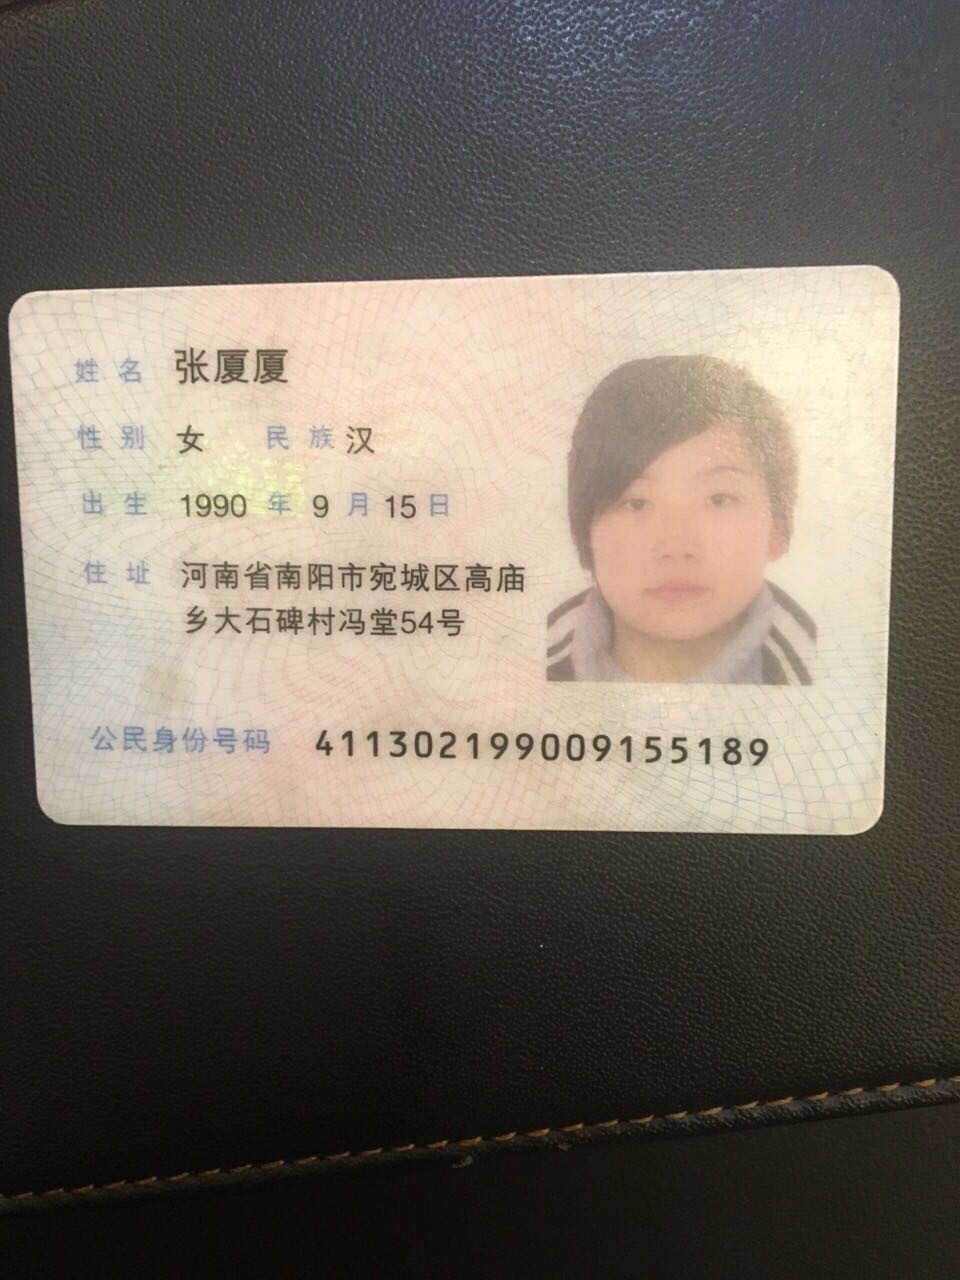 姓名 张厦厦
性别 女 民族 汉
出生 1990 年 9 月 15 日
住址 河南省南阳市宛城区高庙
乡大石碑村冯堂54号
公民身份号码 411302199009155189